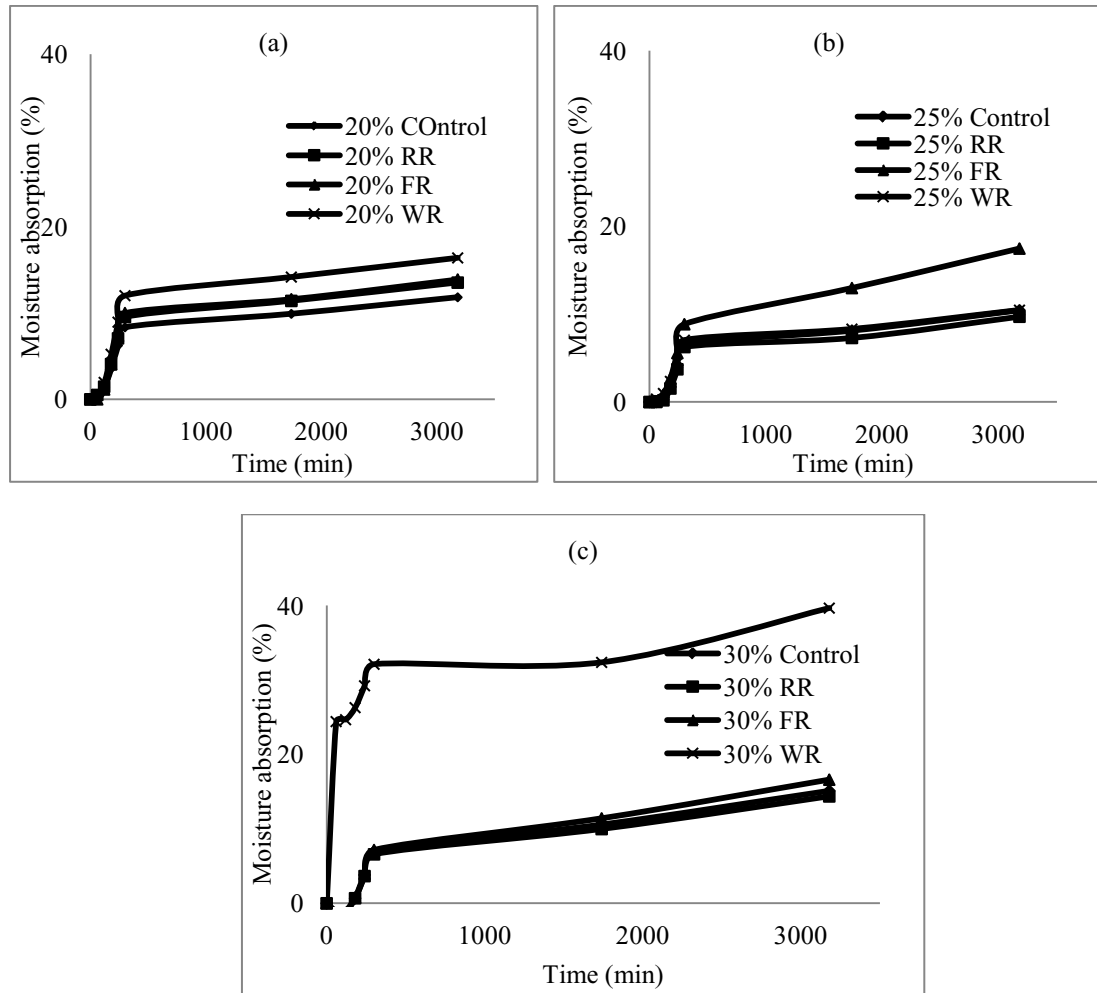 (a)
40
20
0
Moisture absorption (%)
20% COntrol
20% RR
20% FR
20% WR
0 1000 2000 3000
Time (min)
(b)
40
20
0
Moisture absorption (%)
25% Control
25% RR
25% FR
25% WR
0 1000 2000 3000
Time (min)
(c)
40
20
0
Moisture absorption (%)
30% Control
30% RR
30% FR
30% WR
0 1000 2000 3000
Time (min)